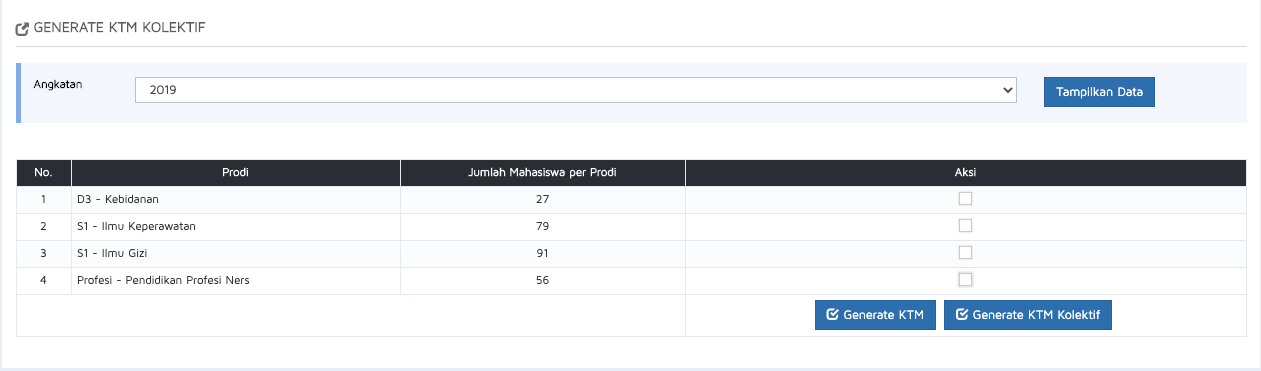 GENERATE KTM KOLEKTIF
Angkatan 2019 Tampilkan Data
No. Prodi Jumlah Mahasiswa per Prodi Aksi
1 D3 - Kebidanan 27
2 S1 - Ilmu Keperawatan 79
3 S1 - Ilmu Gizi 91
4 Profesi - Pendidikan Profesi Ners 56
Generate KTM Generate KTM Kolektif